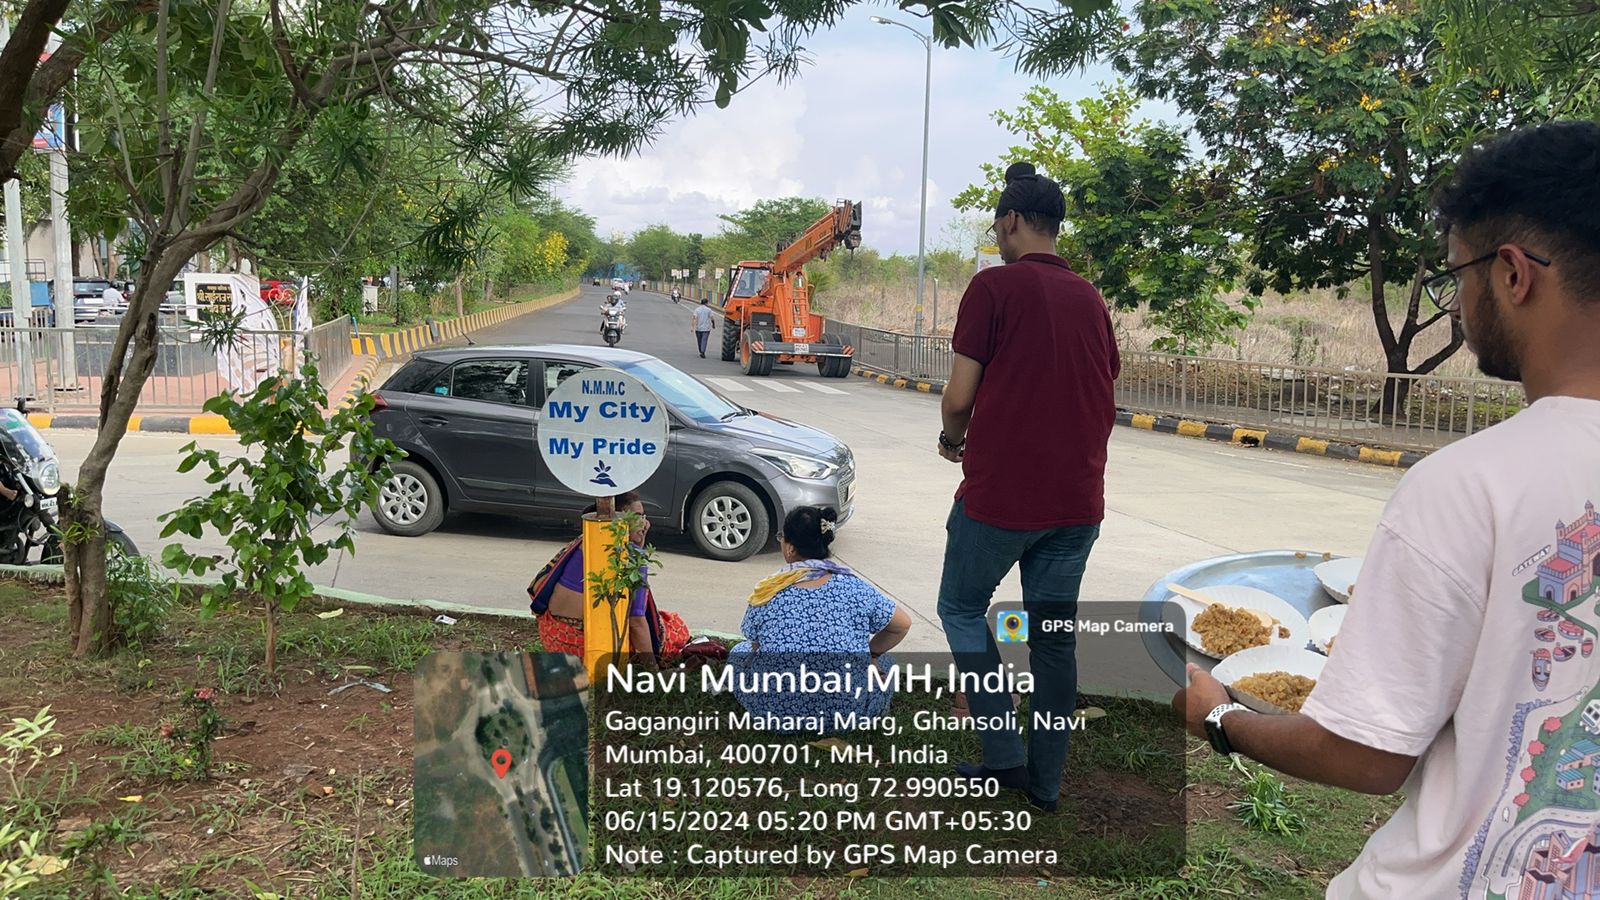 N.M.M.C
My City
My Pride
GATEWAY
GPS Map Camera
Navi Mumbai,MH,India
Gagangiri Maharaj Marg, Ghansoli, Navi
Mumbai, 400701, MH, India
Lat 19.120576, Long 72.990550
06/15/2024 05:20 PM GMT+05:30
Note : Captured by GPS Map Camera
Maps